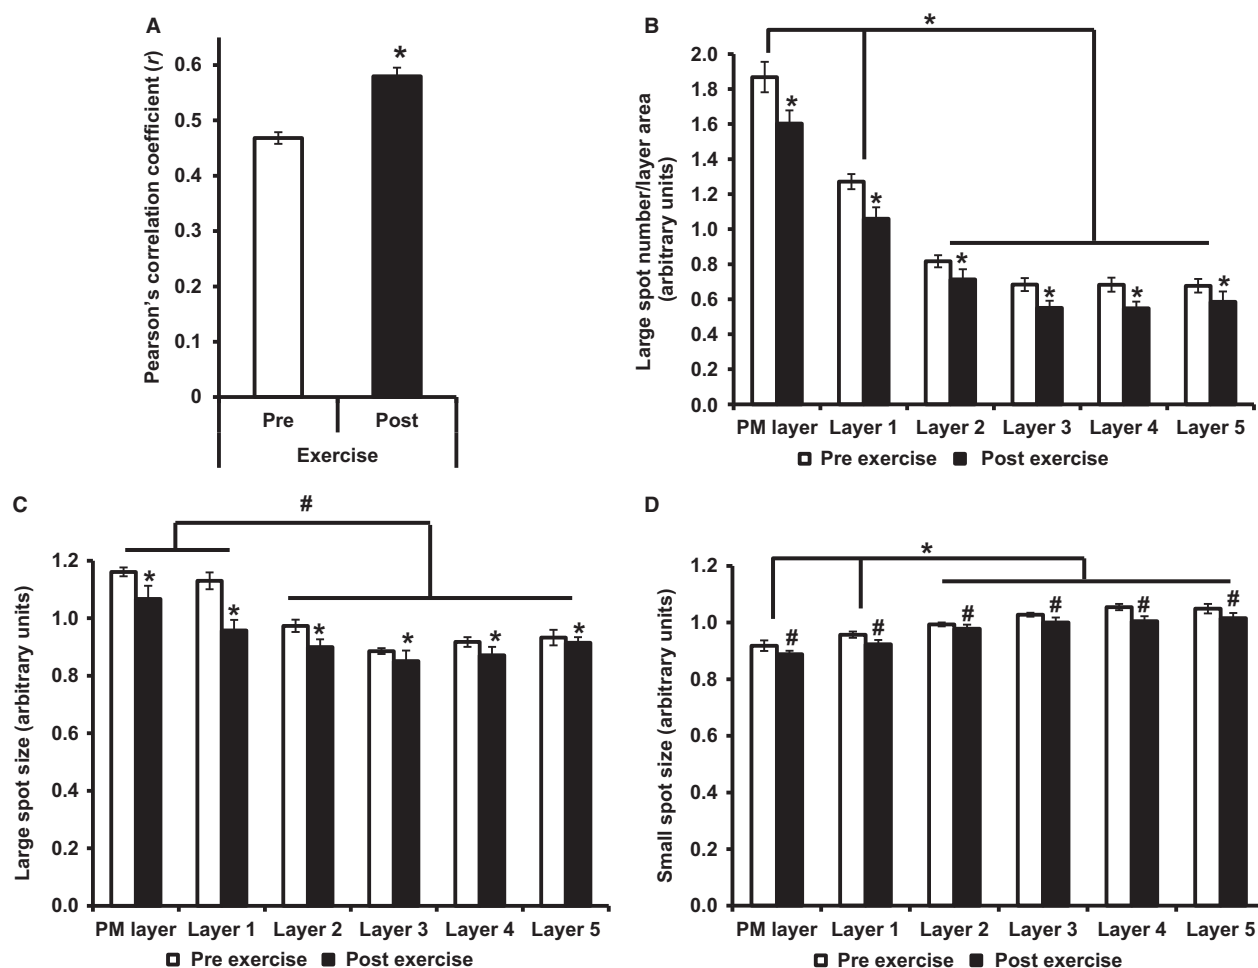 A
Pearson's correlation coefficient (r)
0.6
0.5
0.4
0.3
0.2
0.1
0
*
Pre
Post
Exercise
B
Large spot number/layer area
(arbitrary units)
2.0
1.8
1.6
1.4
1.2
1.0
0.8
0.6
0.4
0.2
0.0
*
* * * * * *
PM layer Layer 1 Layer 2 Layer 3 Layer 4 Layer 5
Pre exercise Post exercise
C
Large spot size (arbitrary units)
1.2
1.0
0.8
0.6
0.4
0.2
0.0
#
* * * * * *
PM layer Layer 1 Layer 2 Layer 3 Layer 4 Layer 5
Pre exercise Post exercise
D
Small spot size (arbitrary units)
1.2
1.0
0.8
0.6
0.4
0.2
0.0
*
# # # # # #
PM layer Layer 1 Layer 2 Layer 3 Layer 4 Layer 5
Pre exercise Post exercise